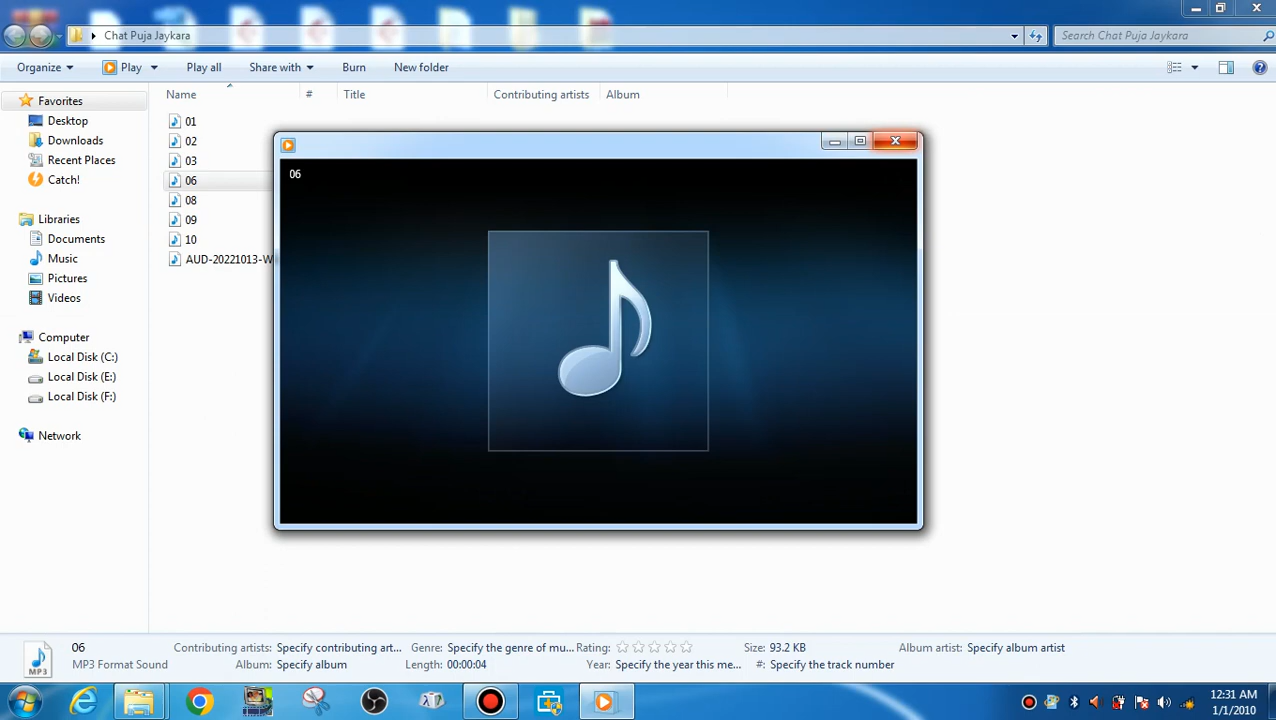 Chat Puja Jaykara
Search Chat Puja Jaykara
Organize Play Play all Share with Burn New folder
Name # Title Contributing artists Album
Favorites
Desktop
Downloads
Recent Places
Catch!
Libraries
Documents
Music
Pictures
Videos
Computer
Local Disk (C:)
Local Disk (E:)
Local Disk (F:)
Network
01
02
03
06
08
09
10
AUD-20221013-W
06
06 Contributing artists: Specify contributing art... Genre: Specify the genre of mu... Rating: Size: 93.2 KB Album artist: Specify album artist
MP3 Format Sound Album: Specify album Length: 00:00:04 Year: Specify the year this me... #: Specify the track number
MP3
12:31 AM
1/1/2010